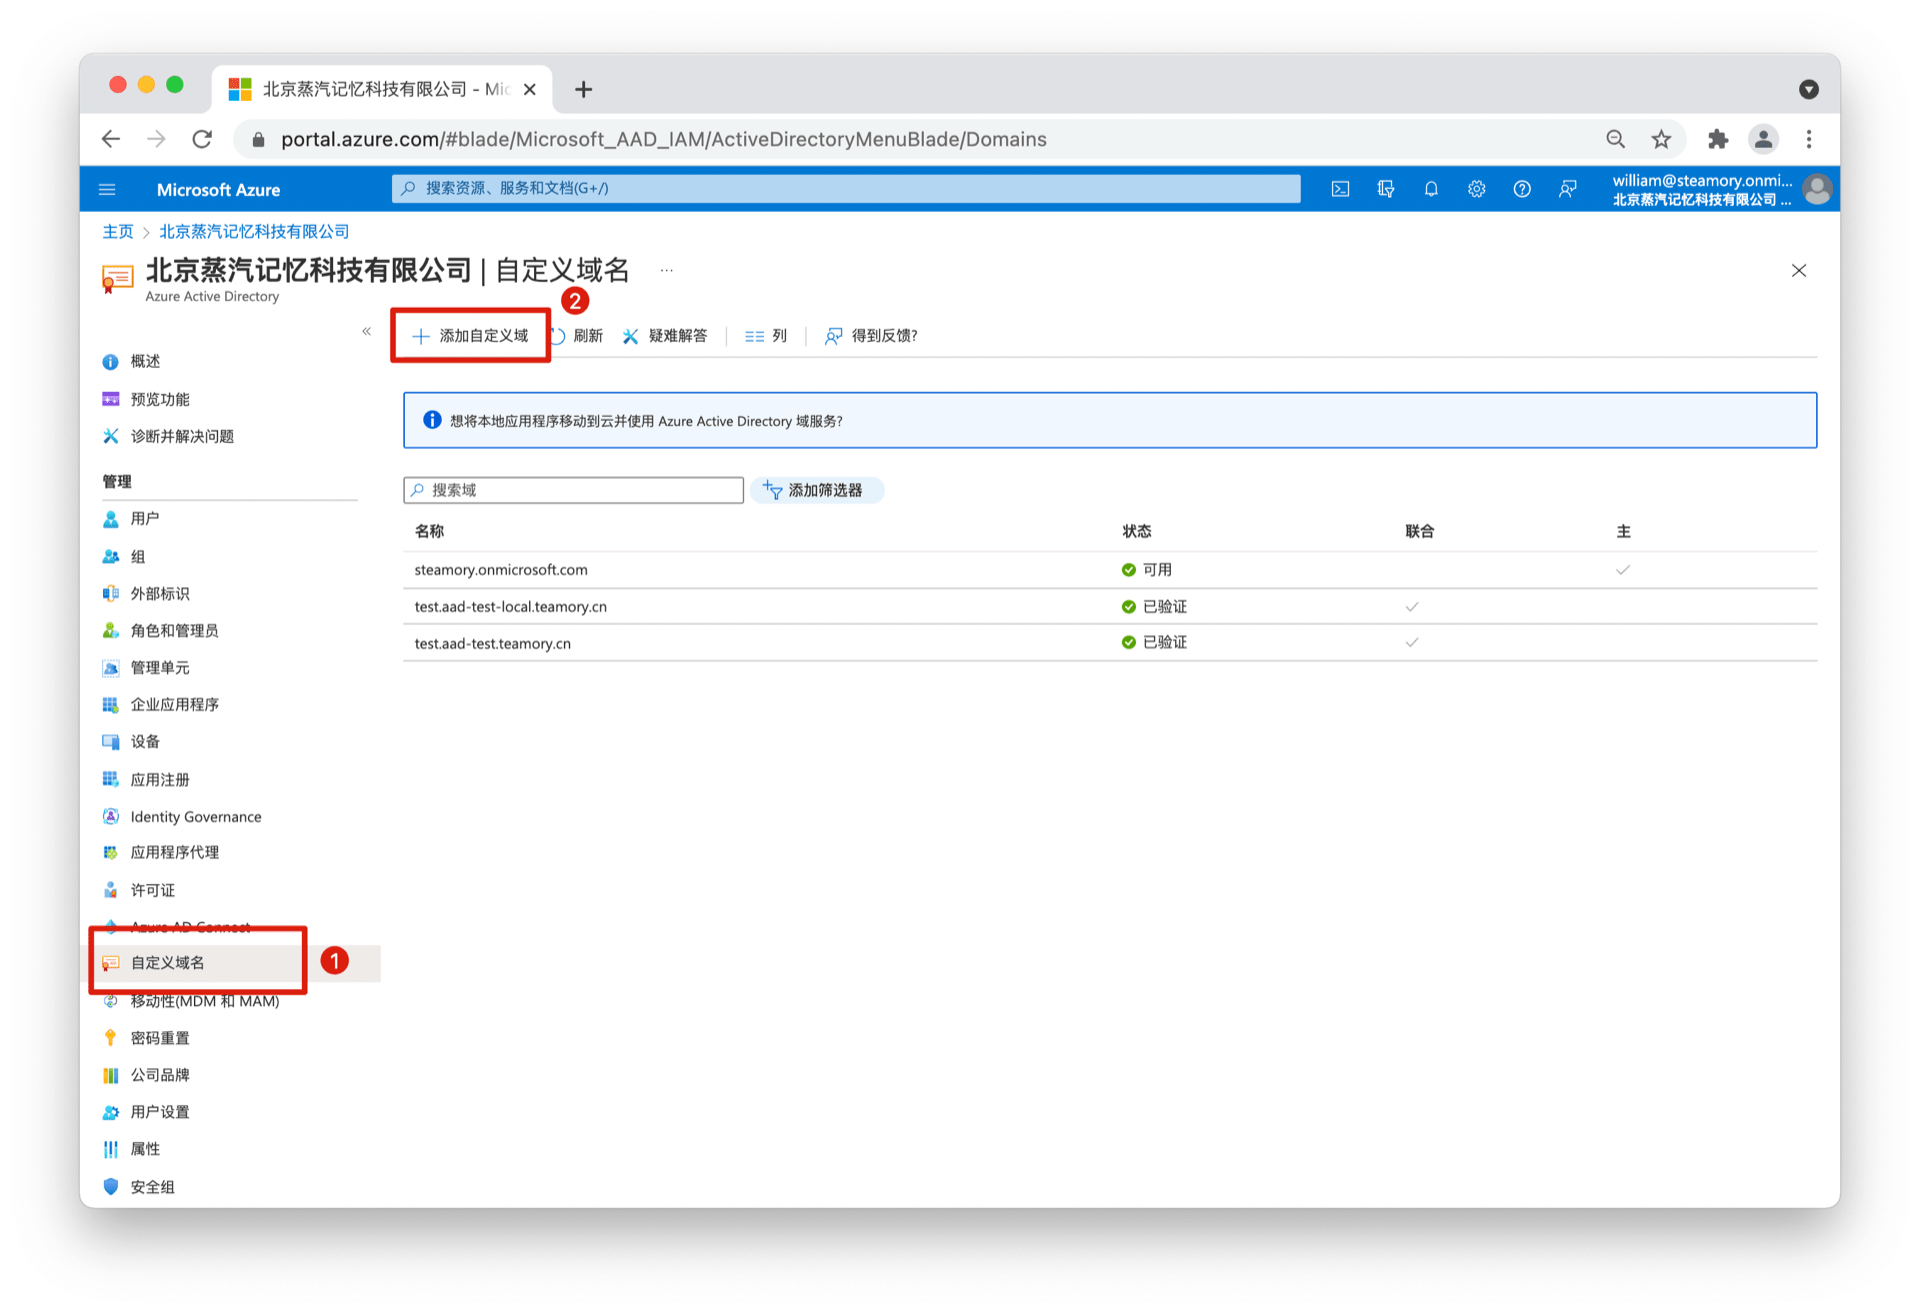 北京蒸汽记忆科技有限公司 - Mic
portal.azure.com/#blade/Microsoft_AAD_IAM/ActiveDirectoryMenuBlade/Domains
Microsoft Azure
搜索资源、服务和文档(G+/)
william@steamory.onmi...
北京蒸汽记忆科技有限公司 ...
主页 > 北京蒸汽记忆科技有限公司
北京蒸汽记忆科技有限公司 | 自定义域名 ...
Azure Active Directory
2
«
添加自定义域 刷新 疑难解答 列 得到反馈?
概述
预览功能
诊断并解决问题
管理
用户
组
外部标识
角色和管理员
管理单元
企业应用程序
设备
应用注册
Identity Governance
应用程序代理
许可证
Azure AD Connect
自定义域名
1
移动性(MDM 和 MAM)
密码重置
公司品牌
用户设置
属性
安全组
想将本地应用程序移动到云并使用 Azure Active Directory 域服务?
搜索域 添加筛选器
名称 状态 联合 主
steamory.onmicrosoft.com 可用
test.aad-test-local.teamory.cn 已验证
test.aad-test.teamory.cn 已验证